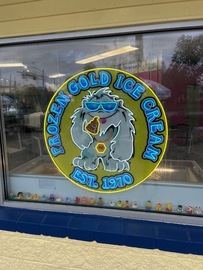 FROZEN GOLD ICE CREAM
EST. 1970